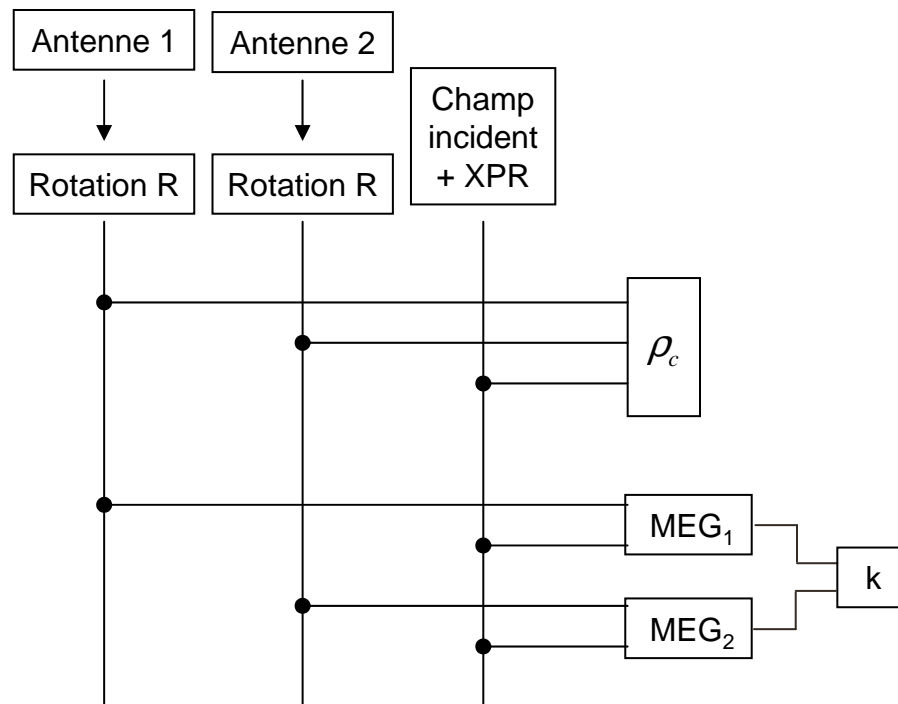 Antenne 1
Antenne 2
Champ
incident
+ XPR
Rotation R
Rotation R
ρc
MEG1
k
MEG2